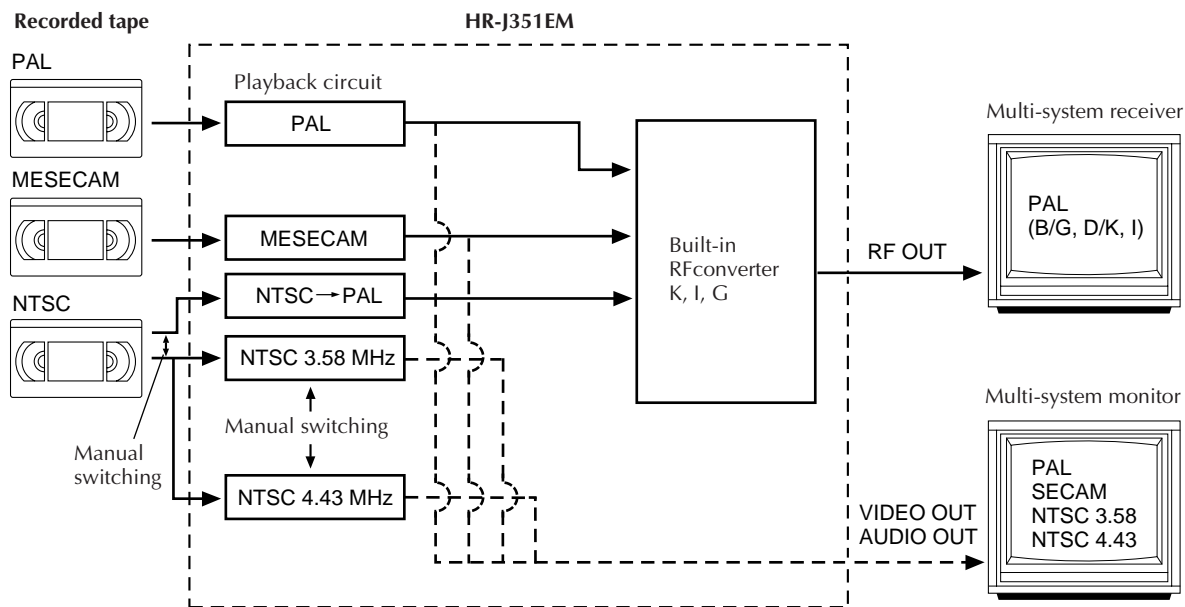 Recorded tape
HR-J351EM
PAL
Playback circuit
PAL
Multi-system receiver
MESECAM
PAL
(B/G, D/K, I)
MESECAM
Built-in
RFconverter
K, I, G
RF OUT
NTSC
NTSC→PAL
NTSC 3.58 MHz
Multi-system monitor
Manual
switching
Manual switching
NTSC 4.43 MHz
VIDEO OUT
AUDIO OUT
PAL
SECAM
NTSC 3.58
NTSC 4.43